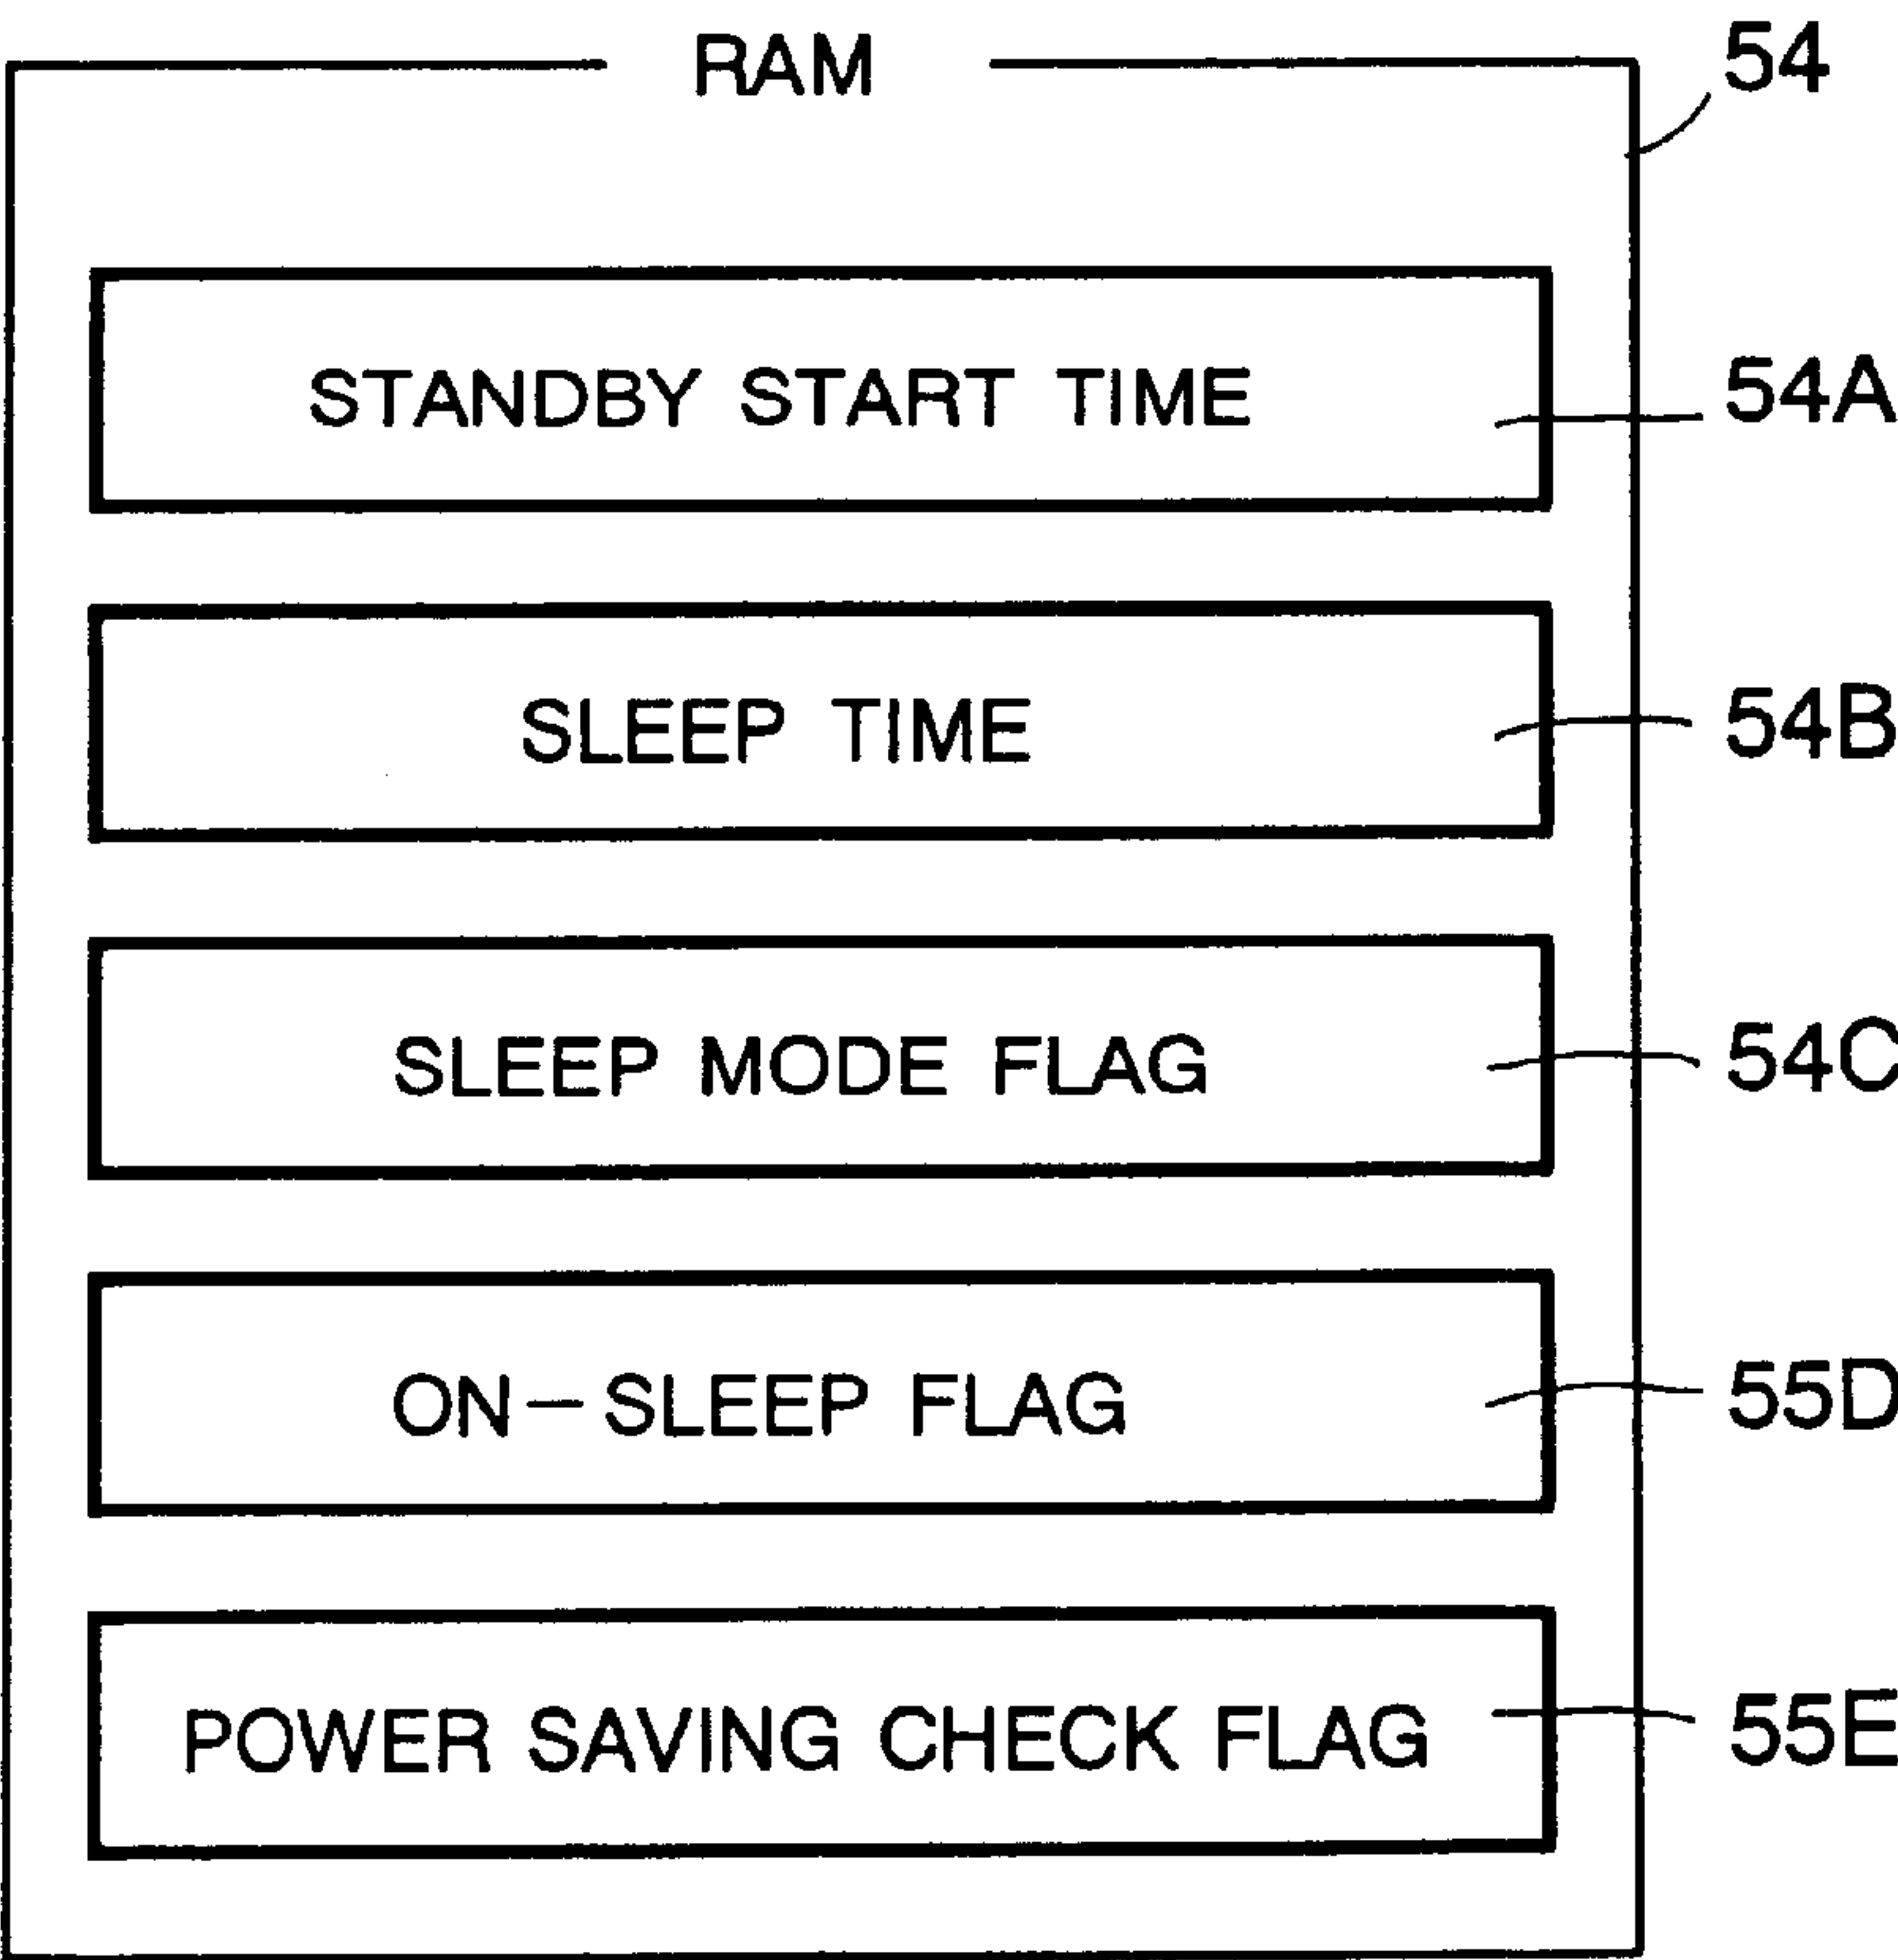 RAM 54
STANDBY START TIME 54A
SLEEP TIME 54B
SLEEP MODE FLAG 54C
ON-SLEEP FLAG 55D
POWER SAVING CHECK FLAG 55E